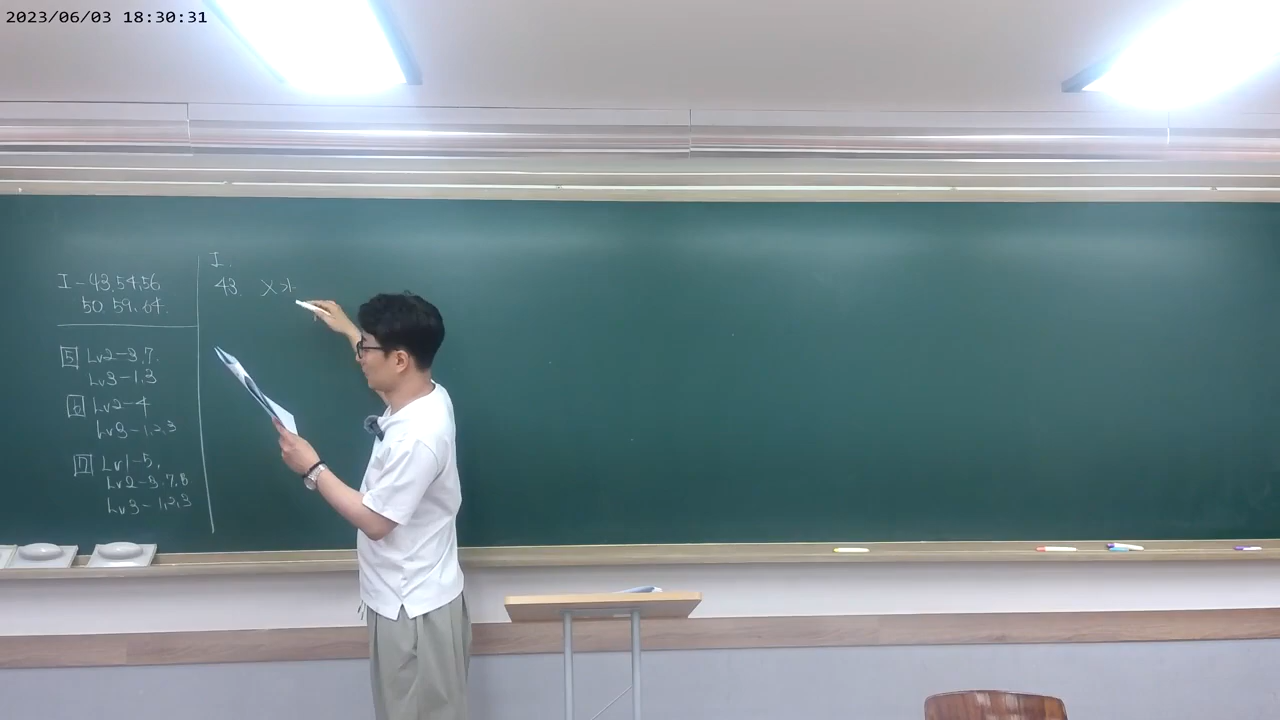 2023/06/03 18:30:31
I-43.54.56
50.59.64.
5 Lv2-3,7.
Lv3-1,3
6 Lv2-4
Lv3-1,2,3
7 Lv1-5,
Lv2-3,7,8
Lv3-1,2,3
I.
43. X가